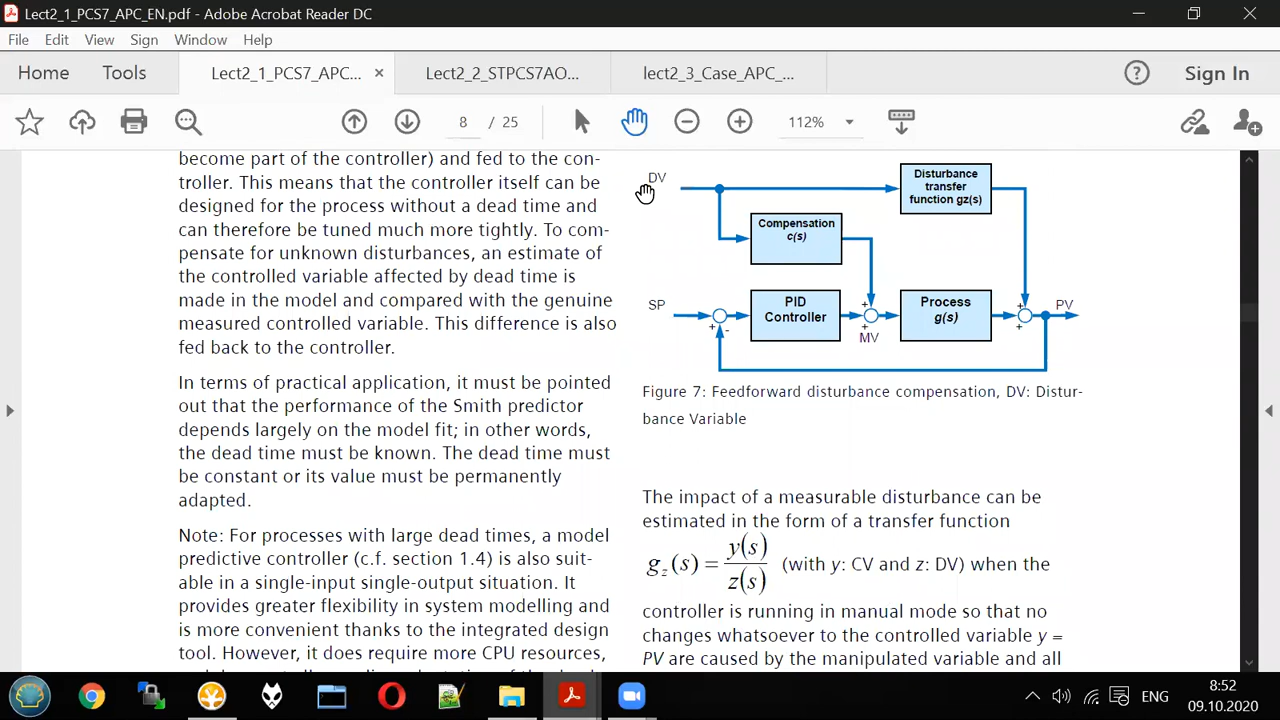 Lect2_1_PCS7_APC_EN.pdf - Adobe Acrobat Reader DC
File Edit View Sign Window Help
Home Tools Lect2_1_PCS7_APC... × Lect2_2_STPCS7AO... lect2_3_Case_APC_... Sign In
8 / 25 112%
become part of the controller) and fed to the con-
troller. This means that the controller itself can be
designed for the process without a dead time and
can therefore be tuned much more tightly. To com-
pensate for unknown disturbances, an estimate of
the controlled variable affected by dead time is
made in the model and compared with the genuine
measured controlled variable. This difference is also
fed back to the controller.
In terms of practical application, it must be pointed
out that the performance of the Smith predictor
depends largely on the model fit; in other words,
the dead time must be known. The dead time must
be constant or its value must be permanently
adapted.
Note: For processes with large dead times, a model
predictive controller (c.f. section 1.4) is also suit-
able in a single-input single-output situation. It
provides greater flexibility in system modelling and
is more convenient thanks to the integrated design
tool. However, it does require more CPU resources,
DV
Disturbance
transfer
function gz(s)
Compensation
c(s)
SP
PID
Controller
Process
g(s)
PV
+
-
+
+
MV
+
+
Figure 7: Feedforward disturbance compensation, DV: Distur-
bance Variable
The impact of a measurable disturbance can be
estimated in the form of a transfer function
g_z(s) = y(s)/z(s) (with y: CV and z: DV) when the
controller is running in manual mode so that no
changes whatsoever to the controlled variable y =
PV are caused by the manipulated variable and all
ENG
8:52
09.10.2020